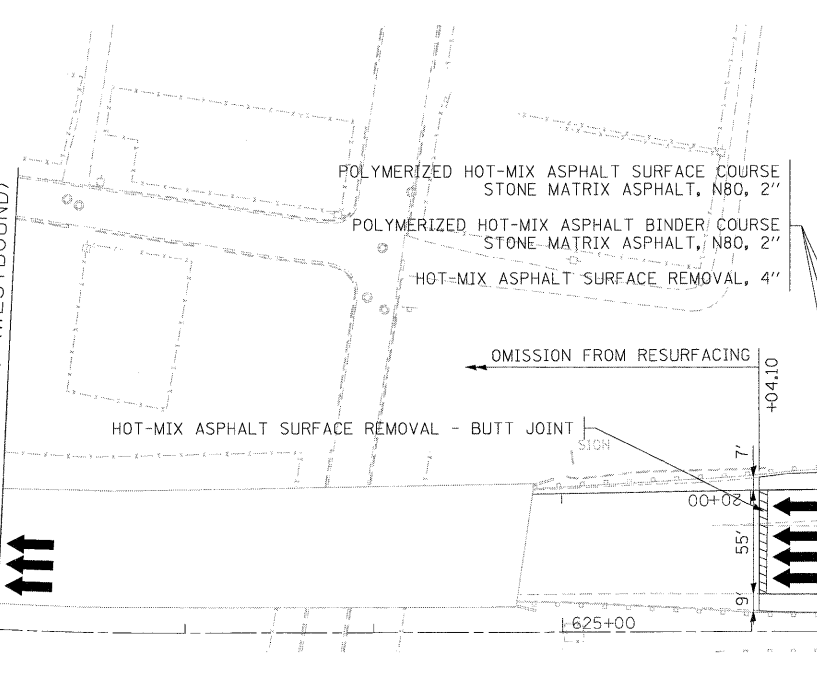 POLYMERIZED HOT-MIX ASPHALT SURFACE COURSE
STONE MATRIX ASPHALT, N80, 2"
POLYMERIZED HOT-MIX ASPHALT BINDER COURSE
STONE MATRIX ASPHALT, N80, 2"
HOT-MIX ASPHALT SURFACE REMOVAL, 4"
OMISSION FROM RESURFACING
+04.10
HOT-MIX ASPHALT SURFACE REMOVAL - BUTT JOINT
SIGN
7'
20+00
55'
9'
625+00